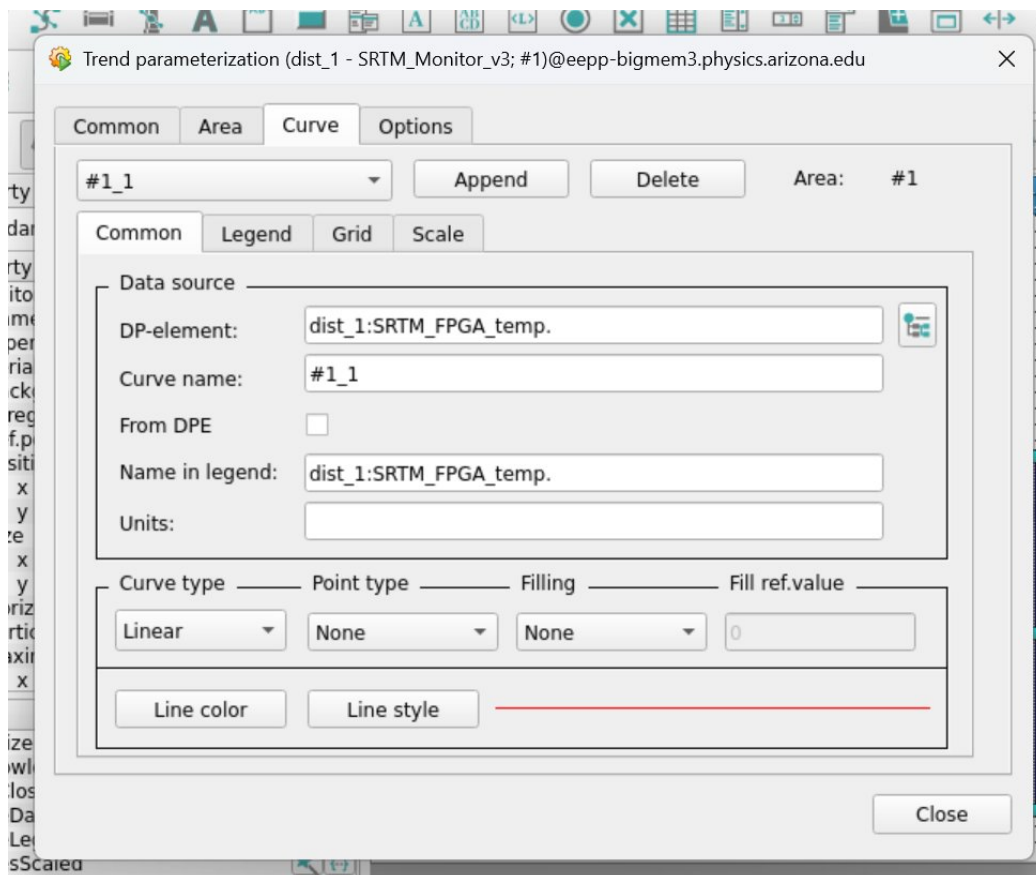 Trend parameterization (dist_1 - SRTM_Monitor_v3; #1)@eepp-bigmem3.physics.arizona.edu
Common Area Curve Options
#1_1 Append Delete Area: #1
Common Legend Grid Scale
Data source
DP-element: dist_1:SRTM_FPGA_temp.
Curve name: #1_1
From DPE
Name in legend: dist_1:SRTM_FPGA_temp.
Units:
Curve type Point type Filling Fill ref.value
Linear None None 0
Line color Line style
Close
x
y
x
y
x
sScaled